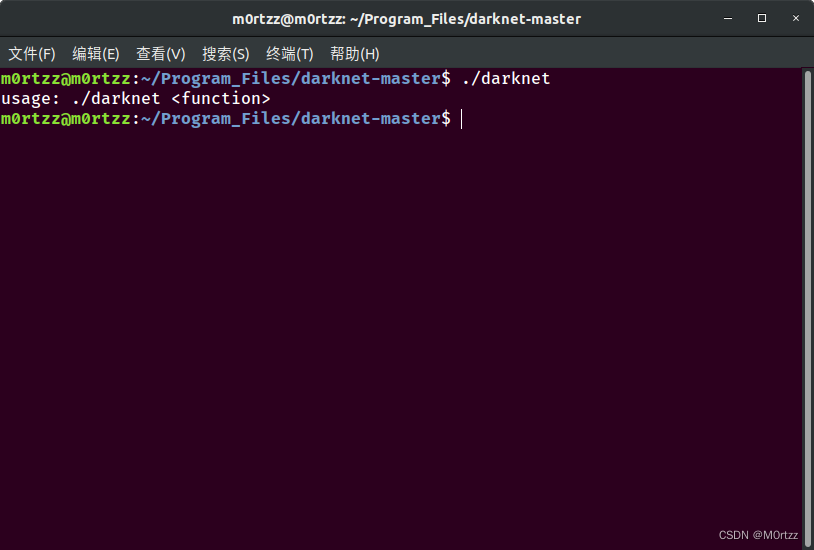 m0rtzz@m0rtzz: ~/Program_Files/darknet-master
文件(F) 编辑(E) 查看(V) 搜索(S) 终端(T) 帮助(H)
m0rtzz@m0rtzz:~/Program_Files/darknet-master$ ./darknet
usage: ./darknet <function>
m0rtzz@m0rtzz:~/Program_Files/darknet-master$
CSDN @M0rtzz